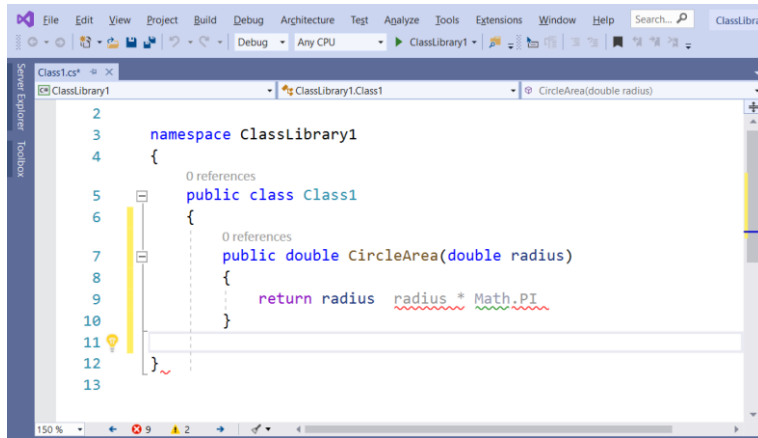 File Edit View Project Build Debug Architecture Test Analyze Tools Extensions Window Help Search... ClassLibra
Debug Any CPU ClassLibrary1
Server Explorer
Toolbox
Class1.cs*
C# ClassLibrary1 ClassLibrary1.Class1 CircleArea(double radius)
2
3 namespace ClassLibrary1
4 {
0 references
5 public class Class1
6 {
0 references
7 public double CircleArea(double radius)
8 {
9 return radius radius * Math.PI
10 }
11
12 }
13
150 % 9 2